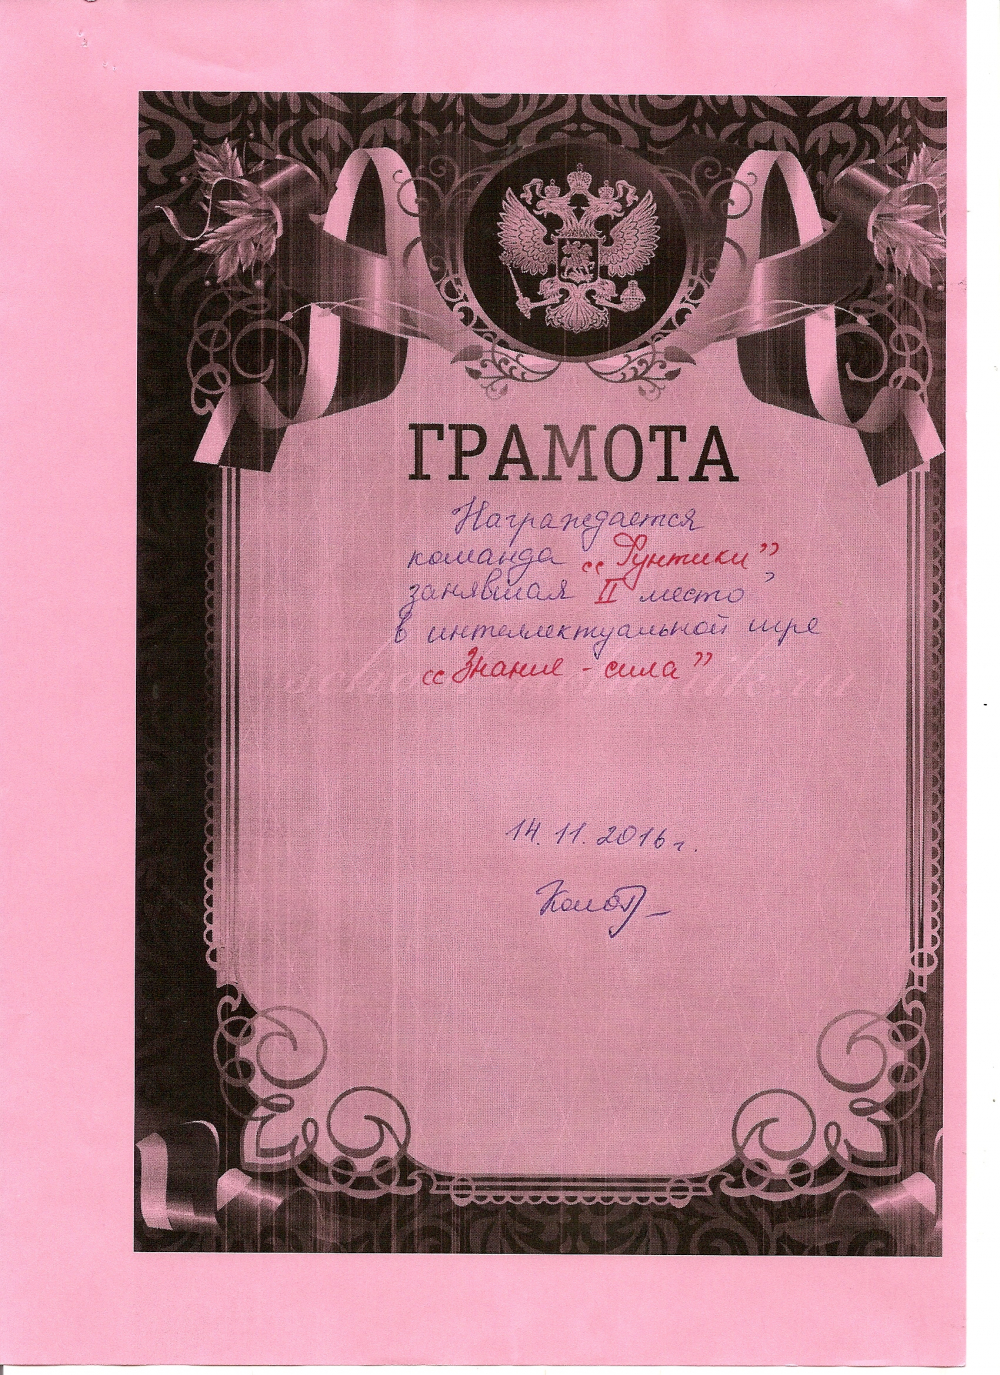 ГРАМОТА
Награждается
команда „Фунтики”
занявшая II место
в интеллектуальной игре
„Знание - сила”
14.11.2016 г.